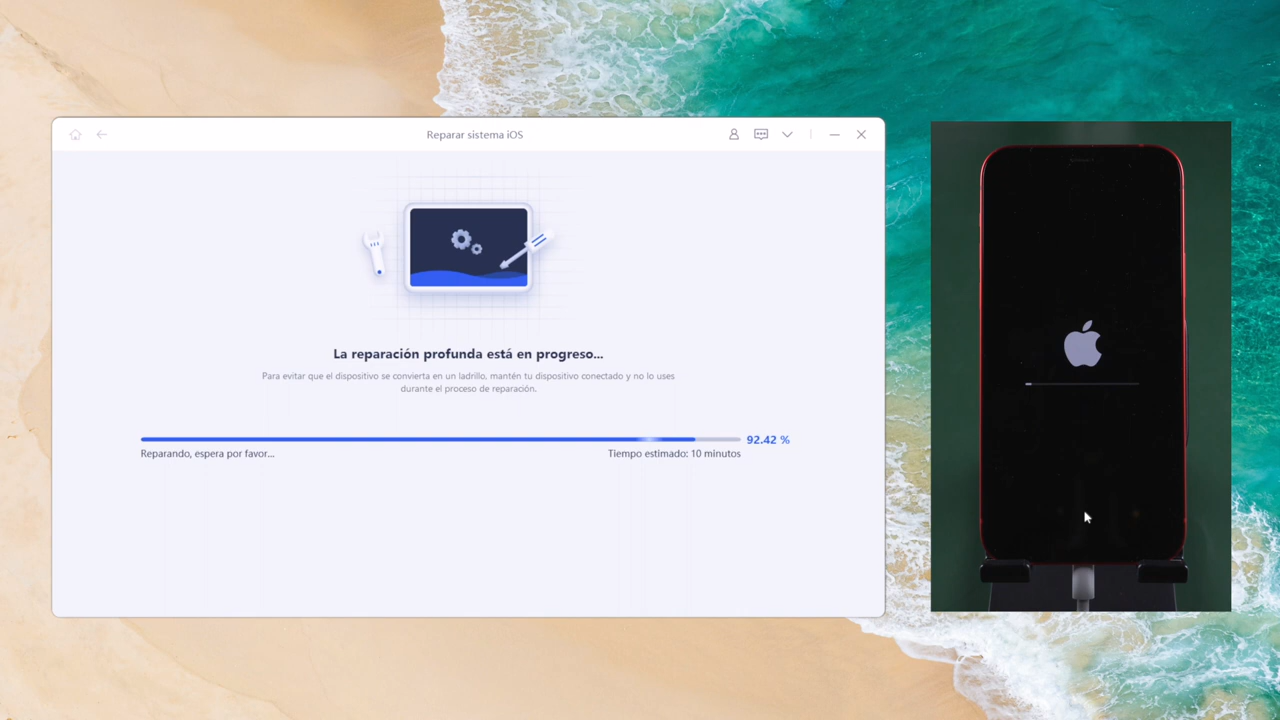 Reparar sistema iOS
La reparación profunda está en progreso...
Para evitar que el dispositivo se convierta en un ladrillo, mantén tu dispositivo conectado y no lo uses
durante el proceso de reparación.
92.42 %
Reparando, espera por favor...
Tiempo estimado: 10 minutos